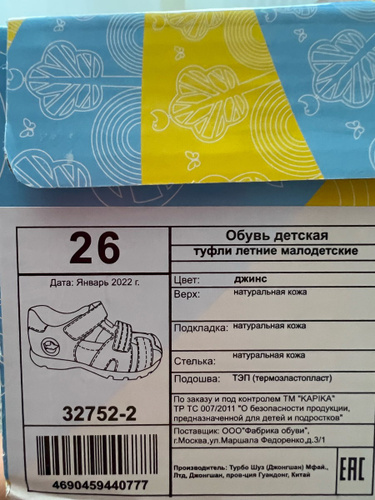 26
Дата: Январь 2022 г.
32752-2
4690459440777
Обувь детская
туфли летние малодетские
Цвет: джинс
Верх: натуральная кожа
Подкладка: натуральная кожа
Стелька: натуральная кожа
Подошва: ТЭП (термоэластопласт)
По заказу и под контролем ТМ "KAPIKA"
ТР ТС 007/2011 "О безопасности продукции,
предназначенной для детей и подростков"
Поставщик: ООО"Фабрика обуви",
г.Москва,ул.Маршала Федоренко,д.3/1
Производитель: Турбо Шуз (Джонгшан) Мфай.,
Лтд, Джонгшан, пров-ция Гуандонг, Китай
EAC